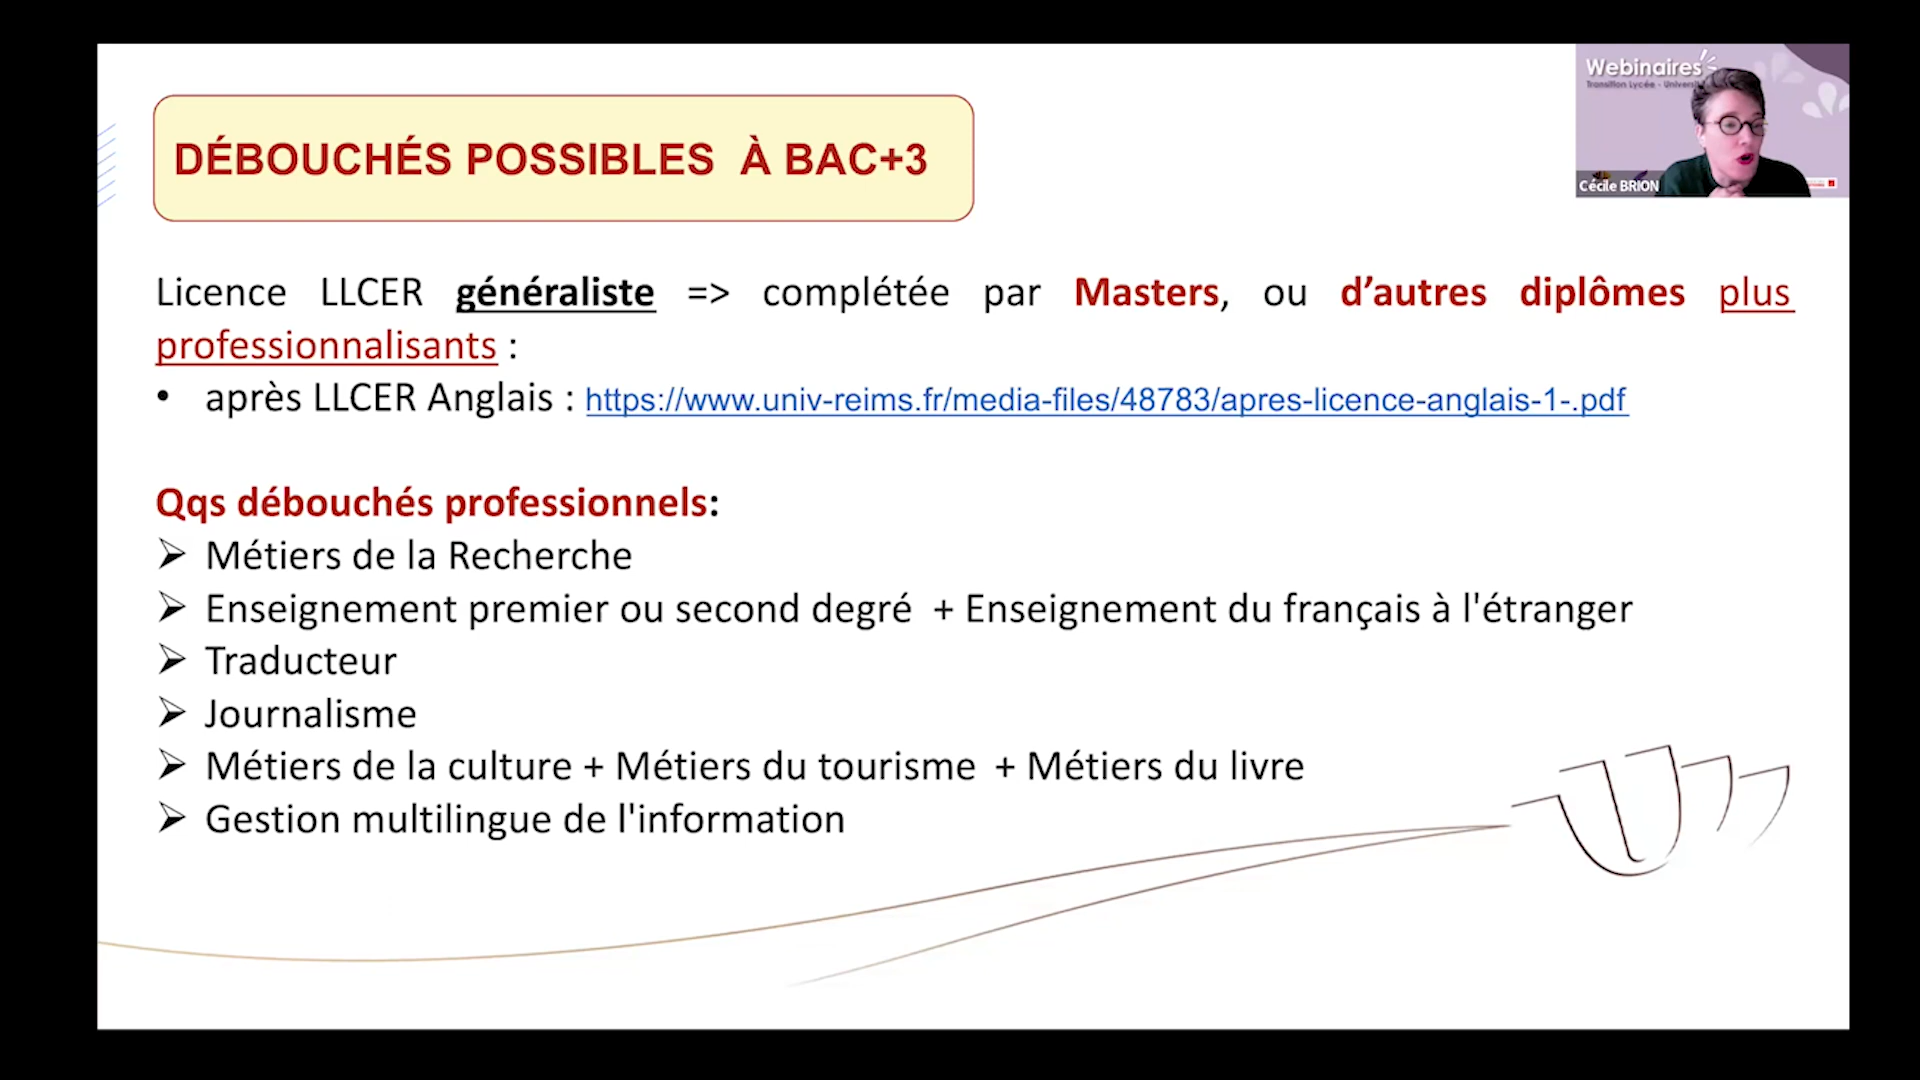 Webinaires
Transition Lycée - Universi
Cécile BRION
DÉBOUCHÉS POSSIBLES À BAC+3
Licence LLCER généraliste => complétée par Masters, ou d’autres diplômes plus
professionnalisants :
• après LLCER Anglais : https://www.univ-reims.fr/media-files/48783/apres-licence-anglais-1-.pdf
Qqs débouchés professionnels:
➢ Métiers de la Recherche
➢ Enseignement premier ou second degré + Enseignement du français à l'étranger
➢ Traducteur
➢ Journalisme
➢ Métiers de la culture + Métiers du tourisme + Métiers du livre
➢ Gestion multilingue de l'information